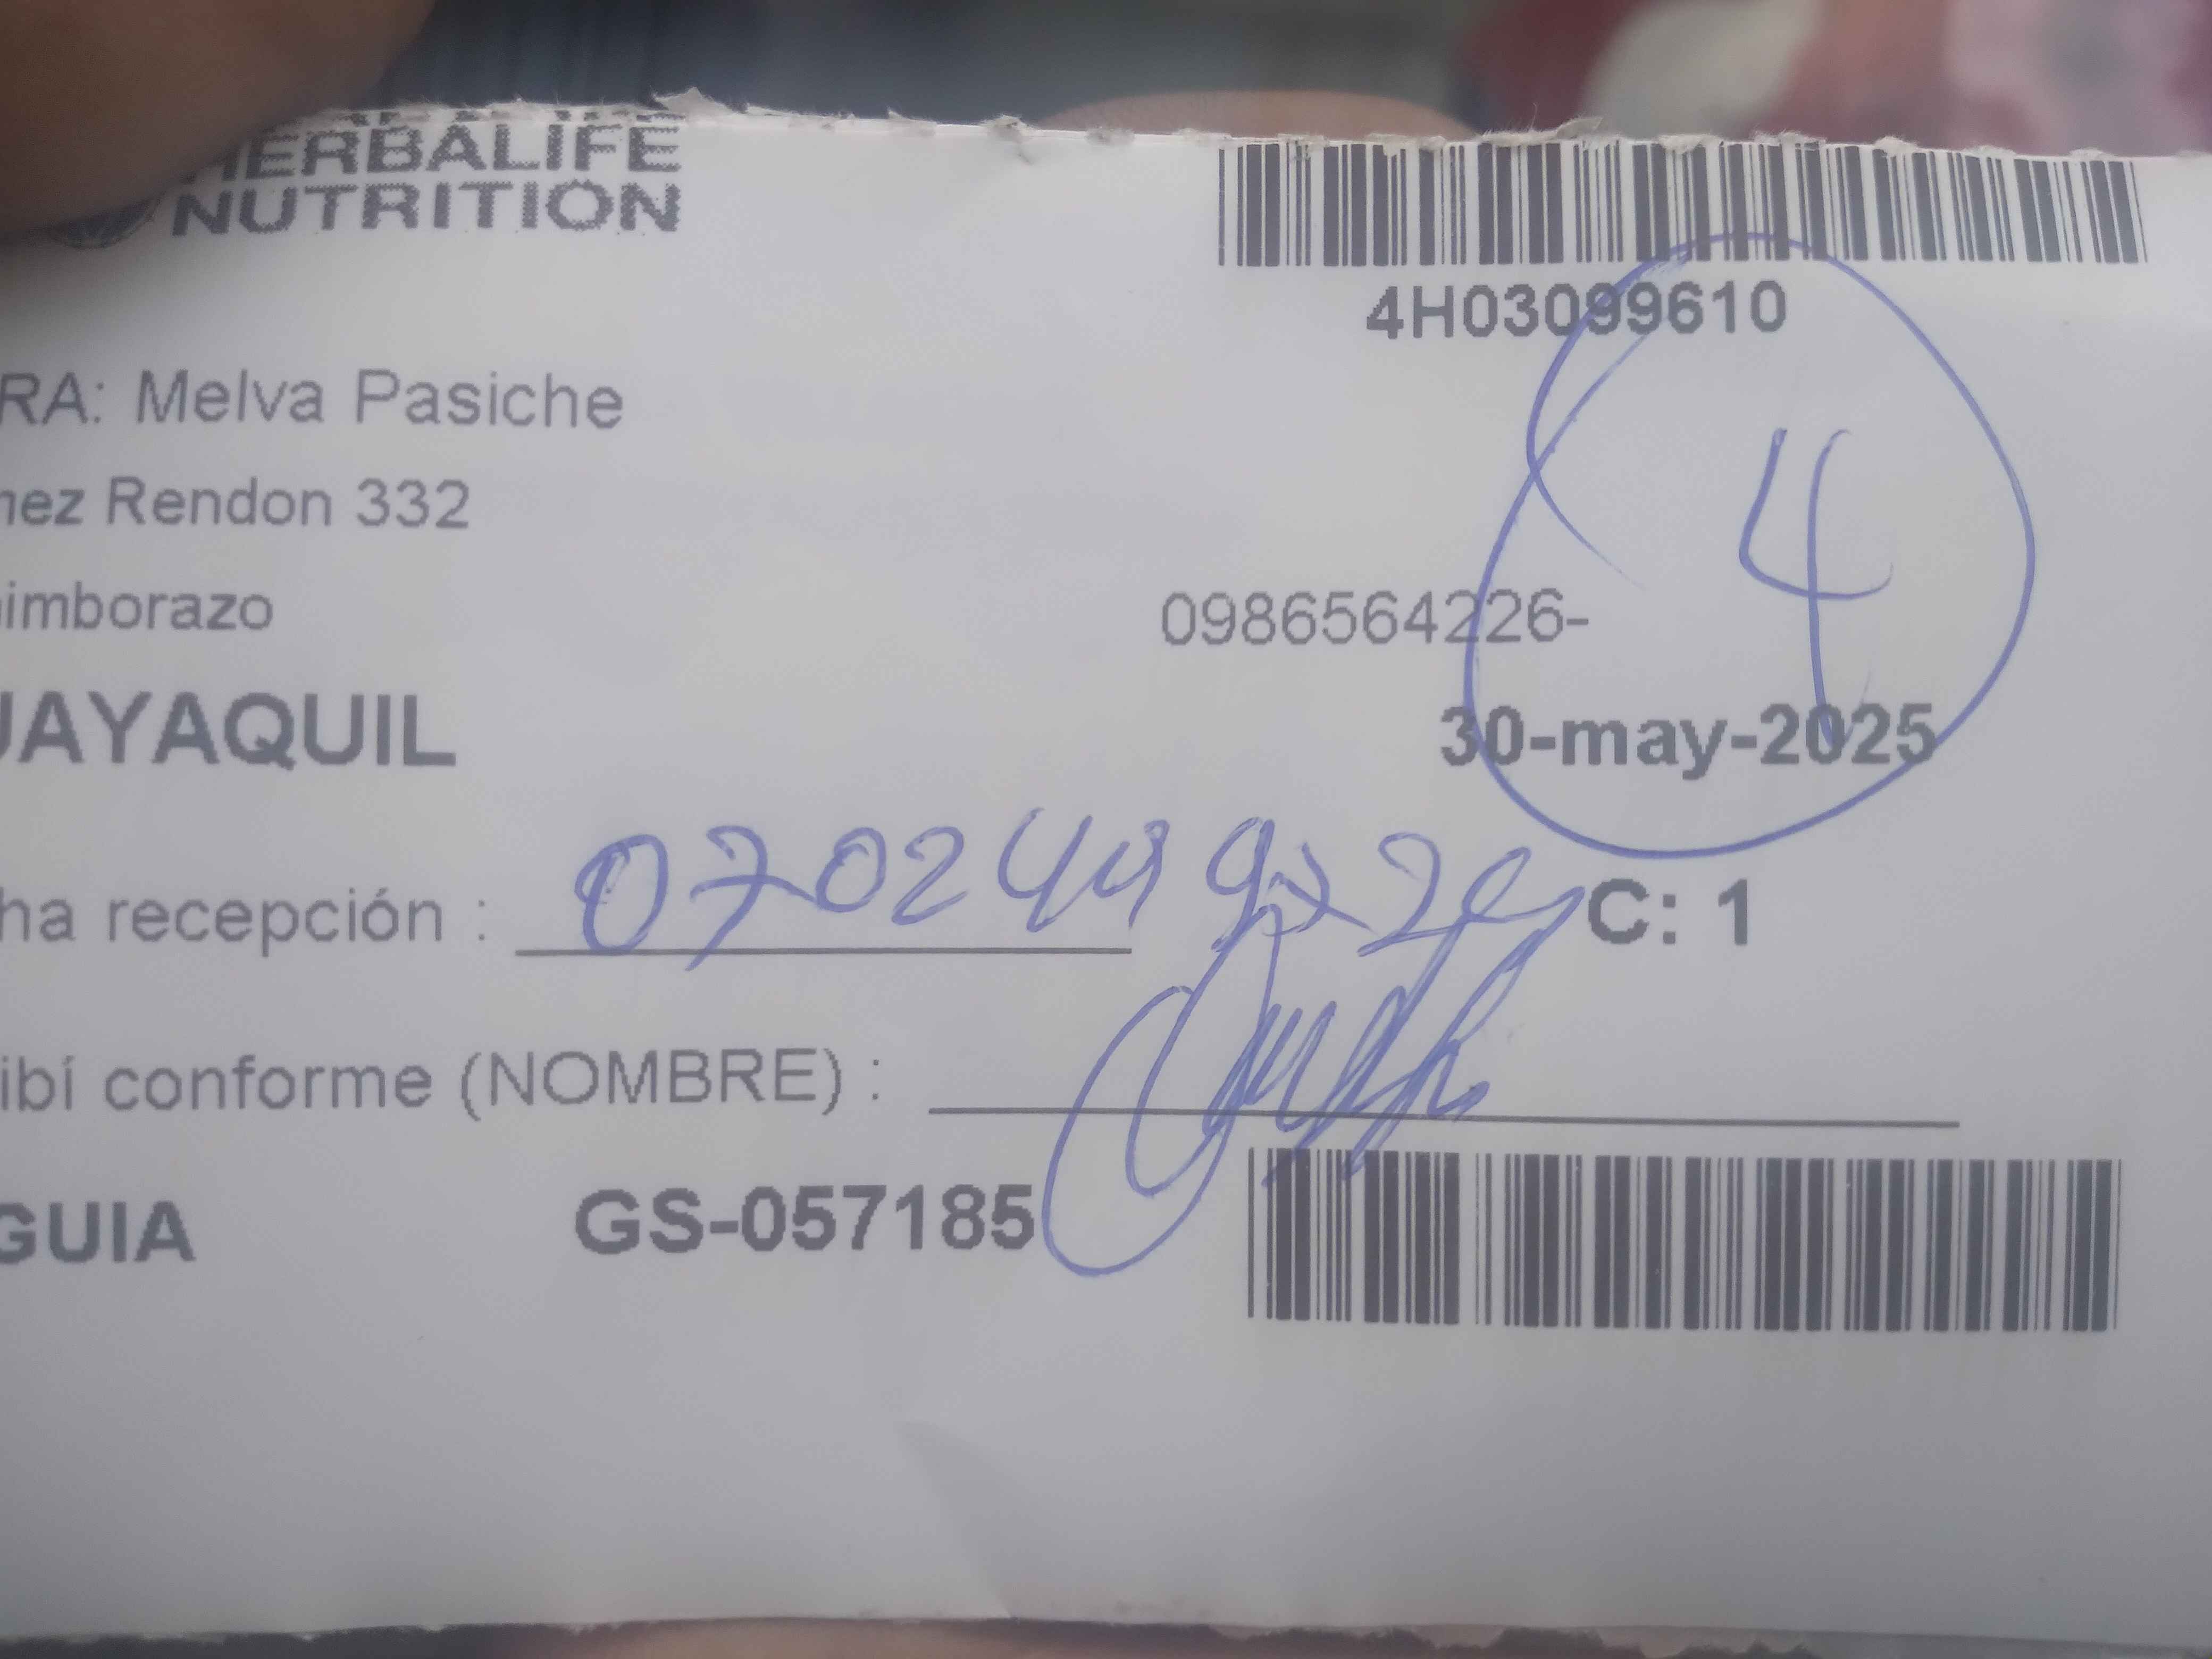 HERBALIFE
NUTRITION
4H03099610
RA: Melva Pasiche
nez Rendon 332
imborazo
0986564226-
4
UAYAQUIL
30-may-2025
ha recepción :
C: 1
ibí conforme (NOMBRE) :
GUIA GS-057185